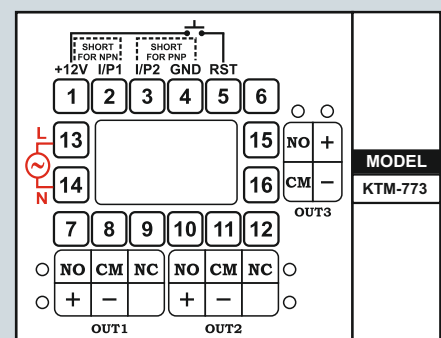 SHORT
FOR NPN
SHORT
FOR PNP
+12V I/P1 I/P2 GND RST
1 2 3 4 5 6
L
13
15
NO +
14
16
CM −
N
OUT3
7 8 9 10 11 12
NO CM NC NO CM NC
+ − + −
OUT1 OUT2
MODEL
KTM-773